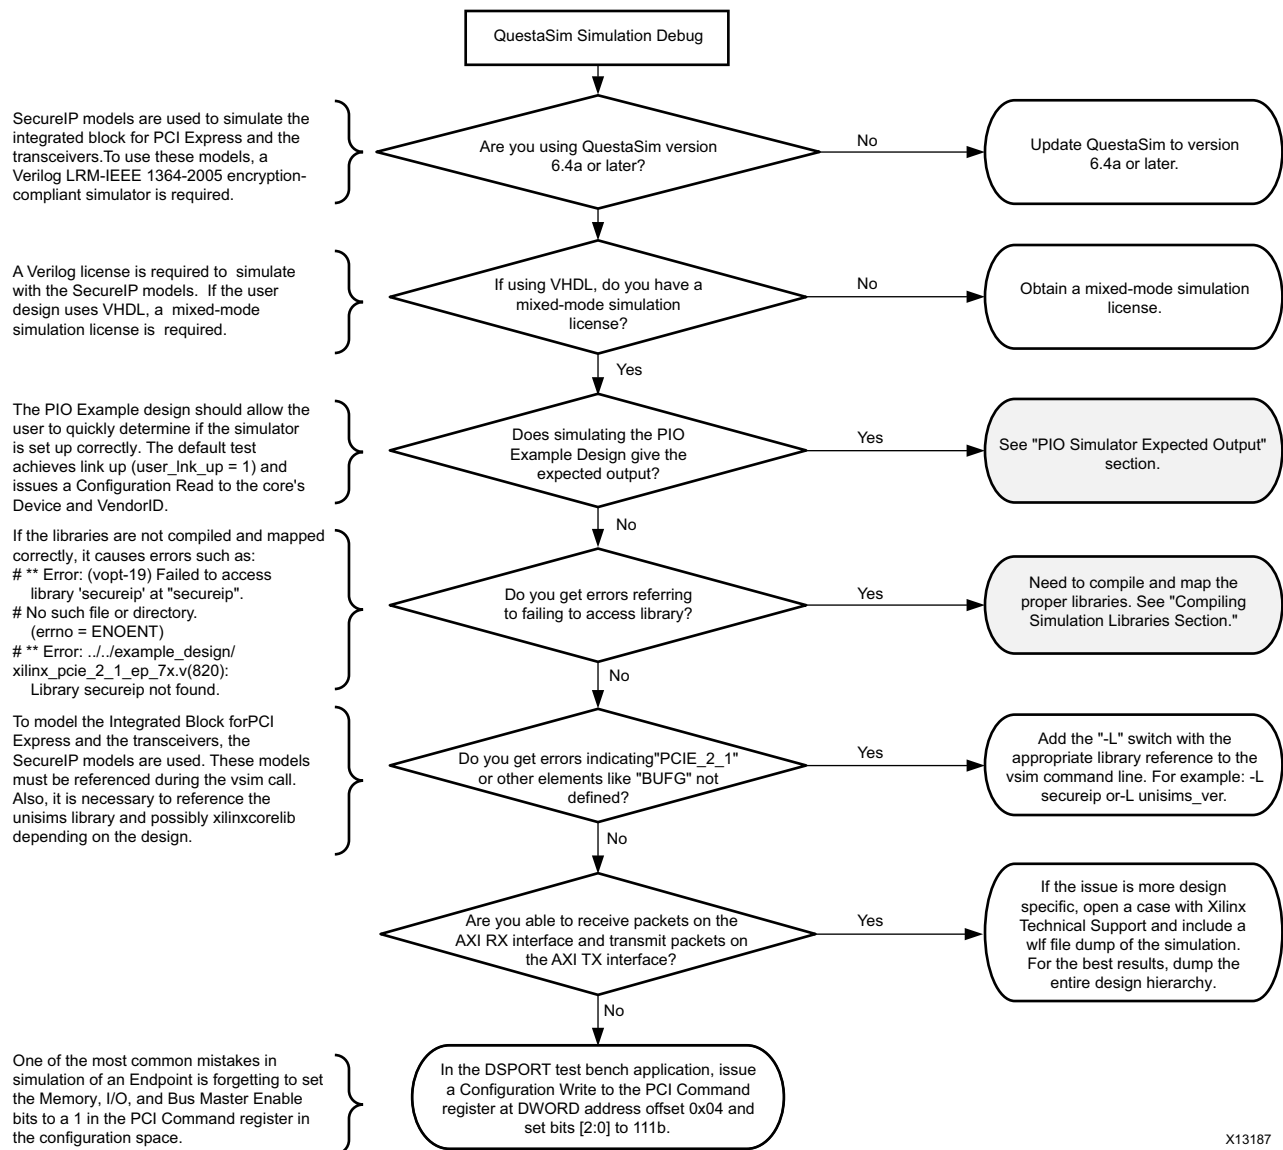 QuestaSim Simulation Debug
SecureIP models are used to simulate the
integrated block for PCI Express and the
transceivers.To use these models, a
Verilog LRM-IEEE 1364-2005 encryption-
compliant simulator is required.
Are you using QuestaSim version
6.4a or later?
No
Update QuestaSim to version
6.4a or later.
A Verilog license is required to simulate
with the SecureIP models. If the user
design uses VHDL, a mixed-mode
simulation license is required.
If using VHDL, do you have a
mixed-mode simulation
license?
No
Obtain a mixed-mode simulation
license.
Yes
The PIO Example design should allow the
user to quickly determine if the simulator
is set up correctly. The default test
achieves link up (user_lnk_up = 1) and
issues a Configuration Read to the core's
Device and VendorID.
Does simulating the PIO
Example Design give the
expected output?
Yes
See "PIO Simulator Expected Output"
section.
No
If the libraries are not compiled and mapped
correctly, it causes errors such as:
# ** Error: (vopt-19) Failed to access
library 'secureip' at "secureip".
# No such file or directory.
(errno = ENOENT)
# ** Error: ../../example_design/
xilinx_pcie_2_1_ep_7x.v(820):
Library secureip not found.
Do you get errors referring
to failing to access library?
Yes
Need to compile and map the
proper libraries. See "Compiling
Simulation Libraries Section."
No
To model the Integrated Block forPCI
Express and the transceivers, the
SecureIP models are used. These models
must be referenced during the vsim call.
Also, it is necessary to reference the
unisims library and possibly xilinxcorelib
depending on the design.
Do you get errors indicating"PCIE_2_1"
or other elements like "BUFG" not
defined?
Yes
Add the "-L" switch with the
appropriate library reference to the
vsim command line. For example: -L
secureip or-L unisims_ver.
No
Are you able to receive packets on the
AXI RX interface and transmit packets on
the AXI TX interface?
Yes
If the issue is more design
specific, open a case with Xilinx
Technical Support and include a
wlf file dump of the simulation.
For the best results, dump the
entire design hierarchy.
No
One of the most common mistakes in
simulation of an Endpoint is forgetting to set
the Memory, I/O, and Bus Master Enable
bits to a 1 in the PCI Command register in
the configuration space.
In the DSPORT test bench application, issue
a Configuration Write to the PCI Command
register at DWORD address offset 0x04 and
set bits [2:0] to 111b.
X13187